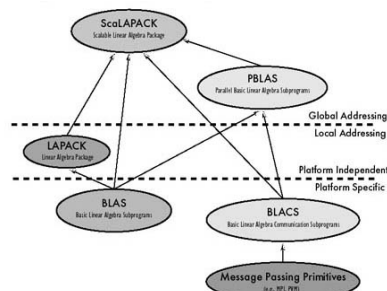 ScaLAPACK
Scalable Linear Algebra Package
PBLAS
Parallel Basic Linear Algebra Subprograms
Global Addressing
Local Addressing
LAPACK
Linear Algebra Package
Platform Independent
Platform Specific
BLAS
Basic Linear Algebra Subprograms
BLACS
Basic Linear Algebra Communication Subprograms
Message Passing Primitives
(e.g., MPI, PVM)